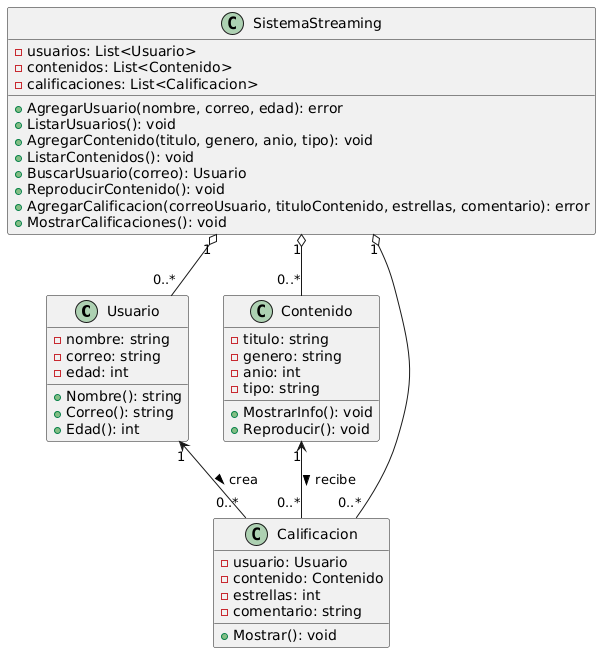 C SistemaStreaming
usuarios: List<Usuario>
contenidos: List<Contenido>
calificaciones: List<Calificacion>
AgregarUsuario(nombre, correo, edad): error
ListarUsuarios(): void
AgregarContenido(titulo, genero, anio, tipo): void
ListarContenidos(): void
BuscarUsuario(correo): Usuario
ReproducirContenido(): void
AgregarCalificacion(correoUsuario, tituloContenido, estrellas, comentario): error
MostrarCalificaciones(): void
1 1 1
0..* 0..*
C Usuario
nombre: string
correo: string
edad: int
Nombre(): string
Correo(): string
Edad(): int
C Contenido
titulo: string
genero: string
anio: int
tipo: string
MostrarInfo(): void
Reproducir(): void
1 1
crea recibe
0..* 0..* 0..*
C Calificacion
usuario: Usuario
contenido: Contenido
estrellas: int
comentario: string
Mostrar(): void